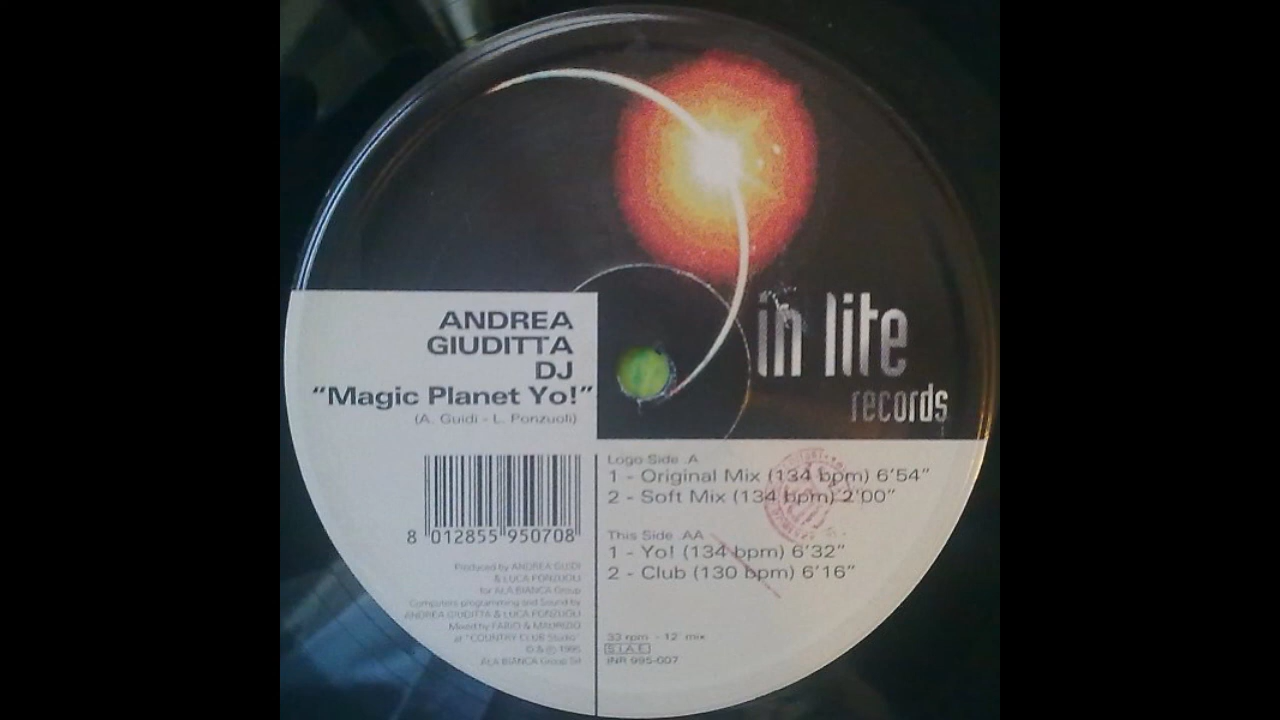 ANDREA
GIUDITTA
DJ
“Magic Planet Yo!”
(A. Guidi - L. Ponzuoli)
in lite
records
8 012855 950708
Produced by ANDREA GUIDI
& LUCA PONZUOLI
for ALA BIANCA Group
Computers programming and Sound by
ANDREA GIUDITTA & LUCA PONZUOLI
Mixed by FABIO & MAURIZIO
at "COUNTRY CLUB Studio"
© & ℗ 1995
ALA BIANCA Group Srl
Logo Side .A
1 - Original Mix (134 bpm) 6’54”
2 - Soft Mix (134 bpm) 2’00”
This Side .AA
1 - Yo! (134 bpm) 6’32”
2 - Club (130 bpm) 6’16”
33 rpm - 12" mix
S.I.A.E.
INR 995-007